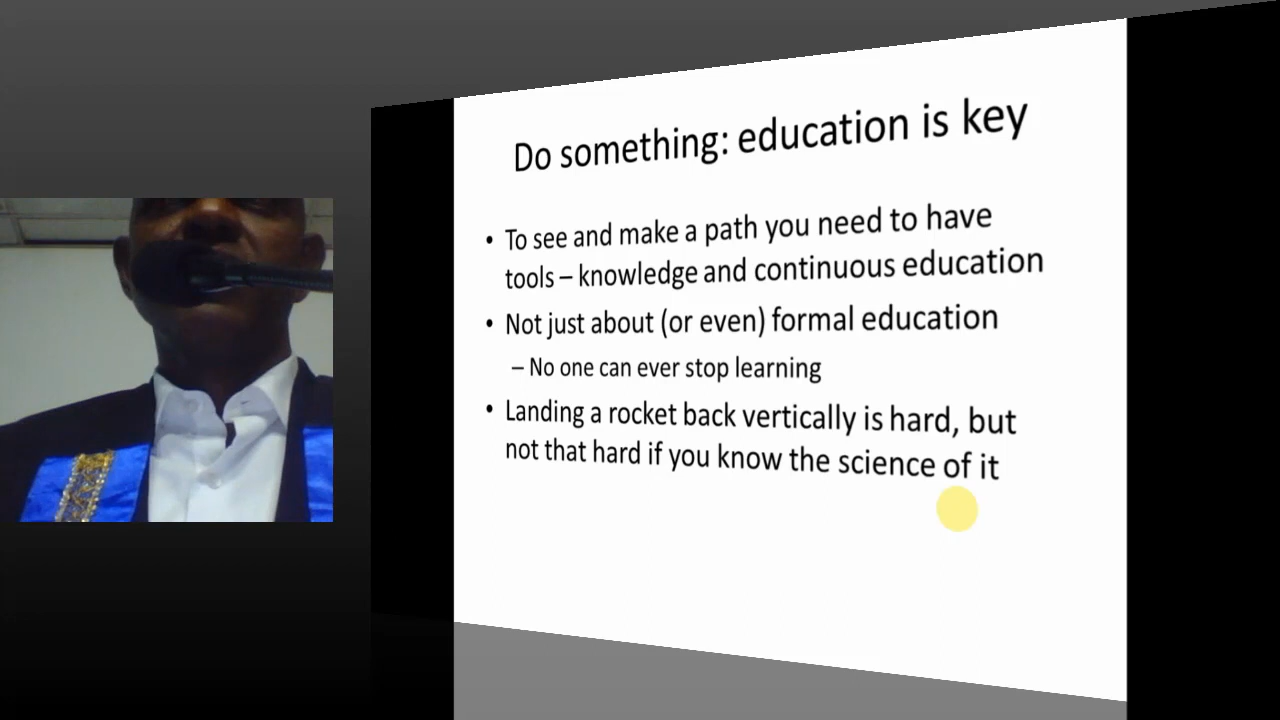 Do something: education is key
• To see and make a path you need to have
tools – knowledge and continuous education
• Not just about (or even) formal education
– No one can ever stop learning
• Landing a rocket back vertically is hard, but
not that hard if you know the science of it